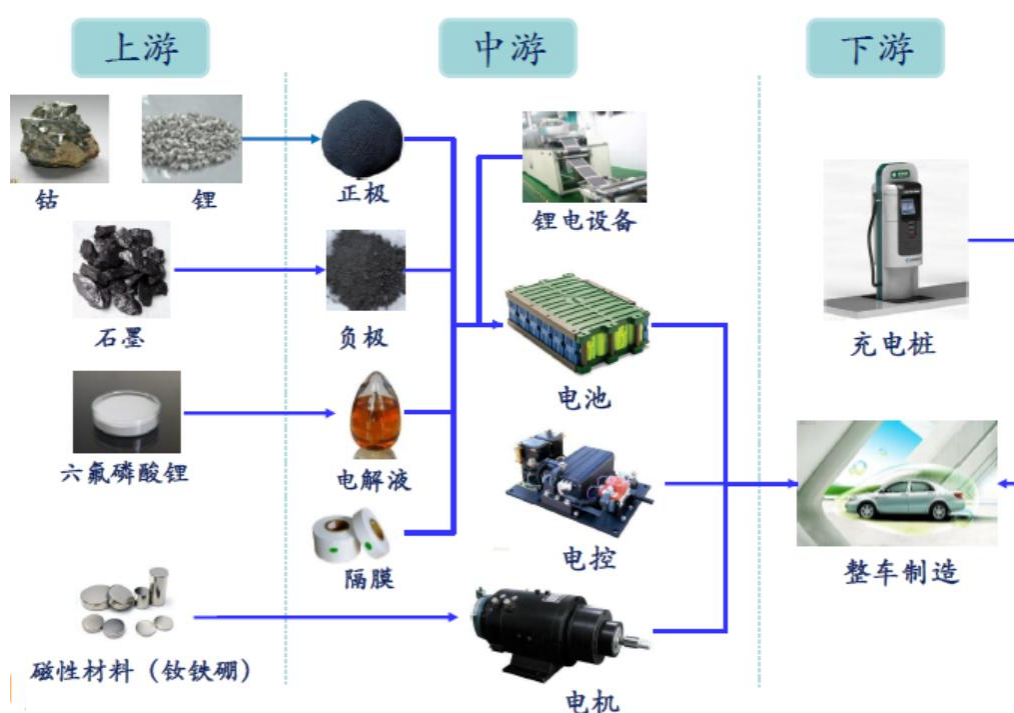 上游
中游
下游
钴
锂
正极
锂电设备
石墨
负极
充电桩
电池
六氟磷酸锂
电解液
电控
隔膜
整车制造
磁性材料（钕铁硼）
电机